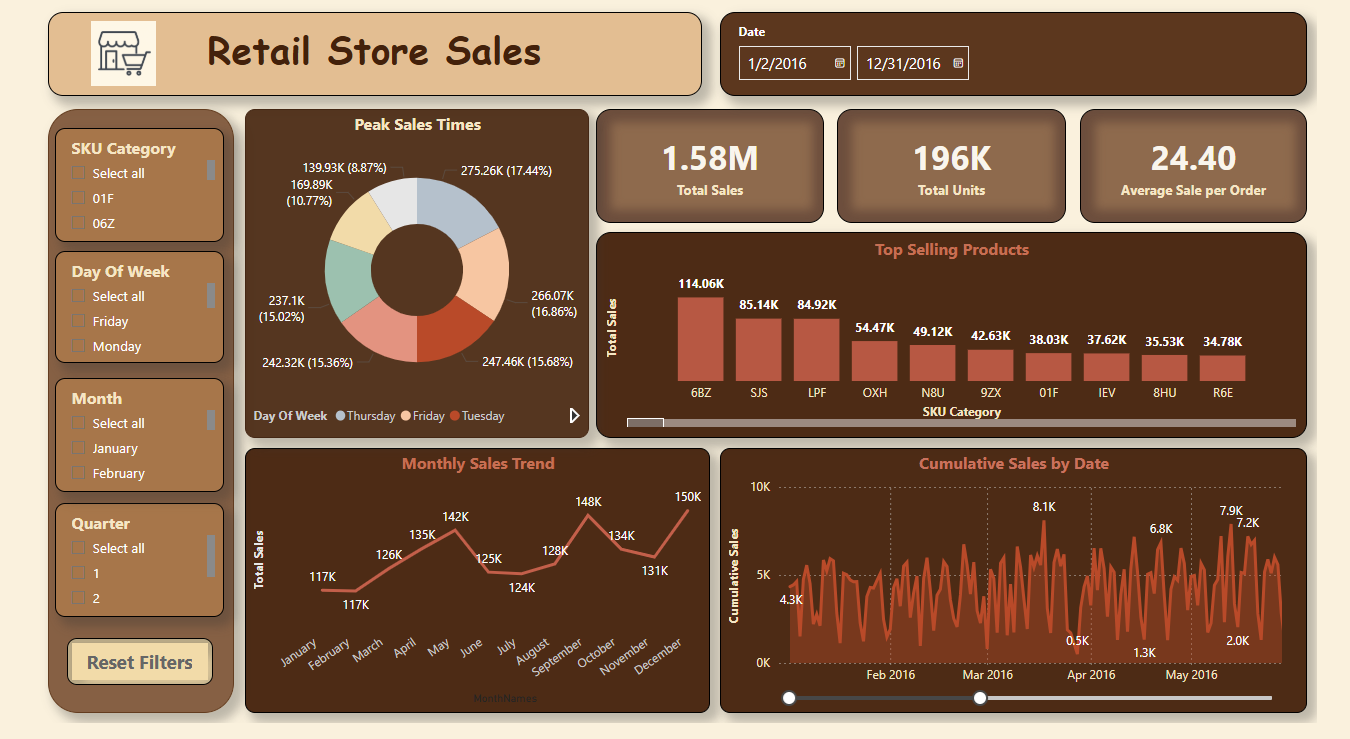 Retail Store Sales
Date
1/2/2016
12/31/2016
SKU Category
Select all
01F
06Z
Day Of Week
Select all
Friday
Monday
Month
Select all
January
February
Quarter
Select all
1
2
Reset Filters
Peak Sales Times
139.93K (8.87%)
275.26K (17.44%)
169.89K
(10.77%)
237.1K
(15.02%)
266.07K
(16.86%)
242.32K (15.36%)
247.46K (15.68%)
Day Of Week Thursday Friday Tuesday
1.58M
Total Sales
196K
Total Units
24.40
Average Sale per Order
Top Selling Products
Total Sales
114.06K
85.14K
84.92K
54.47K
49.12K
42.63K
38.03K
37.62K
35.53K
34.78K
6BZ
SJS
LPF
OXH
N8U
9ZX
01F
IEV
8HU
R6E
SKU Category
Monthly Sales Trend
Total Sales
117K
117K
126K
135K
142K
125K
124K
128K
148K
134K
131K
150K
January
February
March
April
May
June
July
August
September
October
November
December
MonthNames
Cumulative Sales by Date
Cumulative Sales
10K
5K
0K
4.3K
8.1K
0.5K
1.3K
6.8K
7.9K
7.2K
2.0K
Feb 2016
Mar 2016
Apr 2016
May 2016